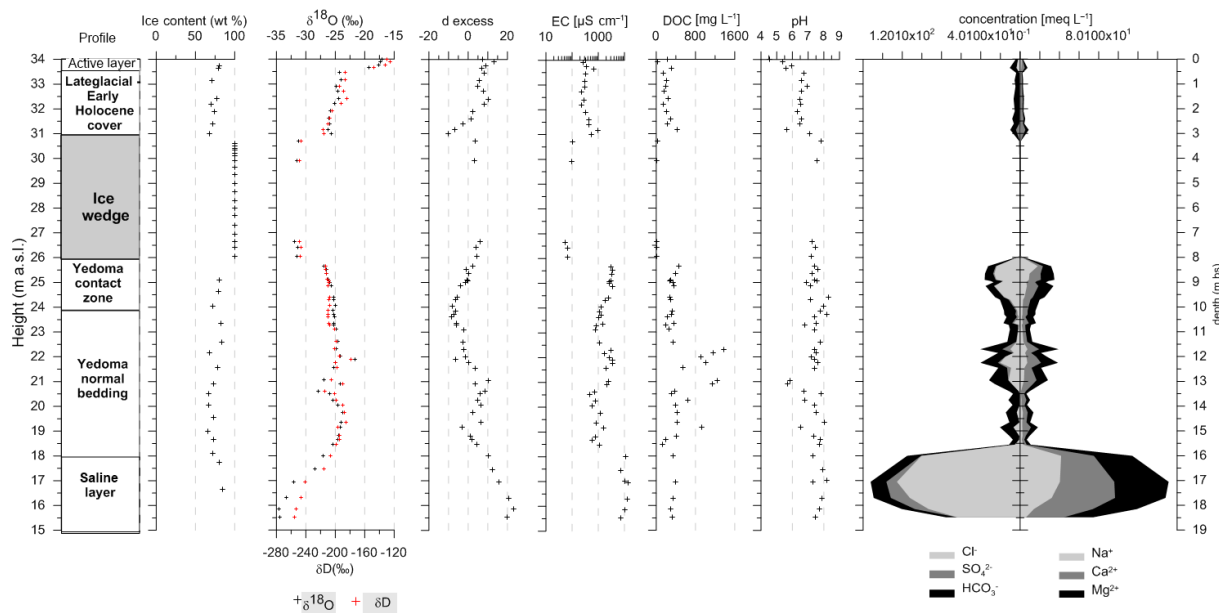 Ice content (wt %)
δ¹⁸O (‰)
d excess
EC [µS cm⁻¹]
DOC [mg L⁻¹]
pH
concentration [meq L⁻¹]
Profile
0 50 100
-35 -30 -25 -20 -15
-20 0 20
10 1000
0 800 1600
4 5 6 7 8 9
1.2010x10² 4.0100x10¹0⁻¹ 8.0100x10¹
Active layer
Lateglacial
Early
Holocene
cover
Ice
wedge
Yedoma
contact
zone
Yedoma
normal
bedding
Saline
layer
Height (m a.s.l.)
34
33
32
31
30
29
28
27
26
25
24
23
22
21
20
19
18
17
16
15
0
1
2
3
4
5
6
7
8
9
10
11
12
13
14
15
16
17
18
19
depth (m bs)
-280 -240 -200 -160 -120
δD(‰)
+ δ¹⁸O + δD
Cl⁻ Na⁺
SO₄²⁻ Ca²⁺
HCO₃⁻ Mg²⁺